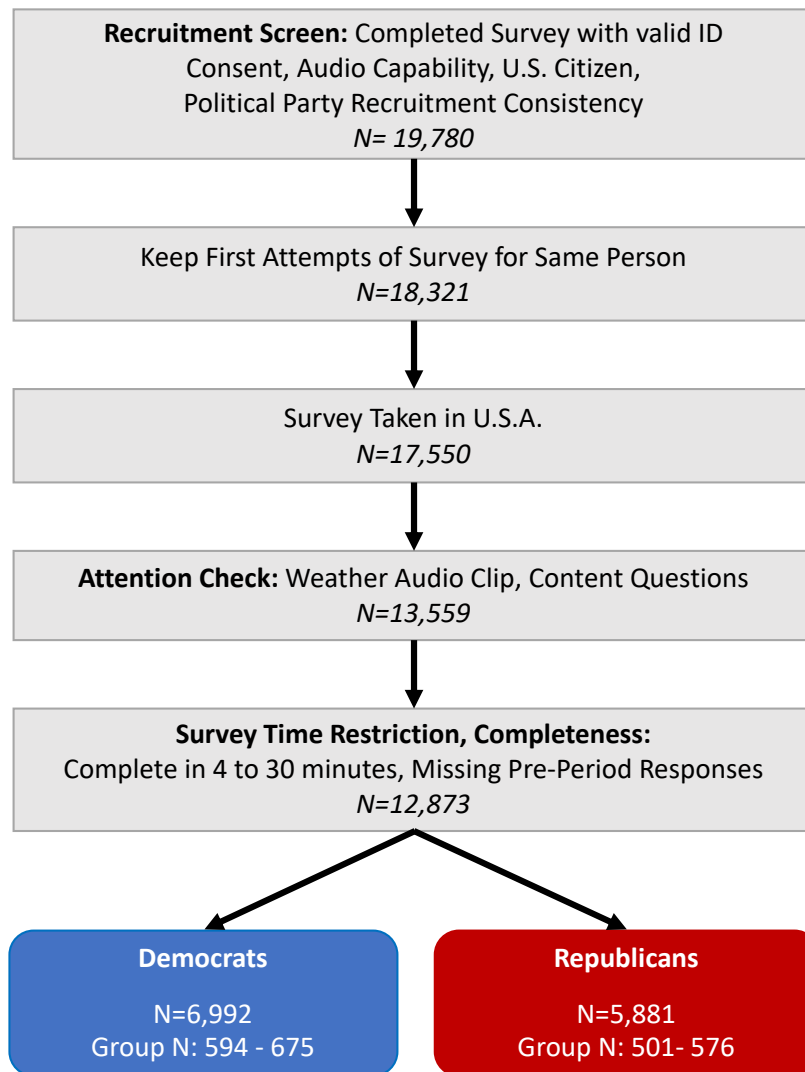 Recruitment Screen: Completed Survey with valid ID
Consent, Audio Capability, U.S. Citizen,
Political Party Recruitment Consistency
N= 19,780
Keep First Attempts of Survey for Same Person
N=18,321
Survey Taken in U.S.A.
N=17,550
Attention Check: Weather Audio Clip, Content Questions
N=13,559
Survey Time Restriction, Completeness:
Complete in 4 to 30 minutes, Missing Pre-Period Responses
N=12,873
Democrats
N=6,992
Group N: 594 - 675
Republicans
N=5,881
Group N: 501- 576